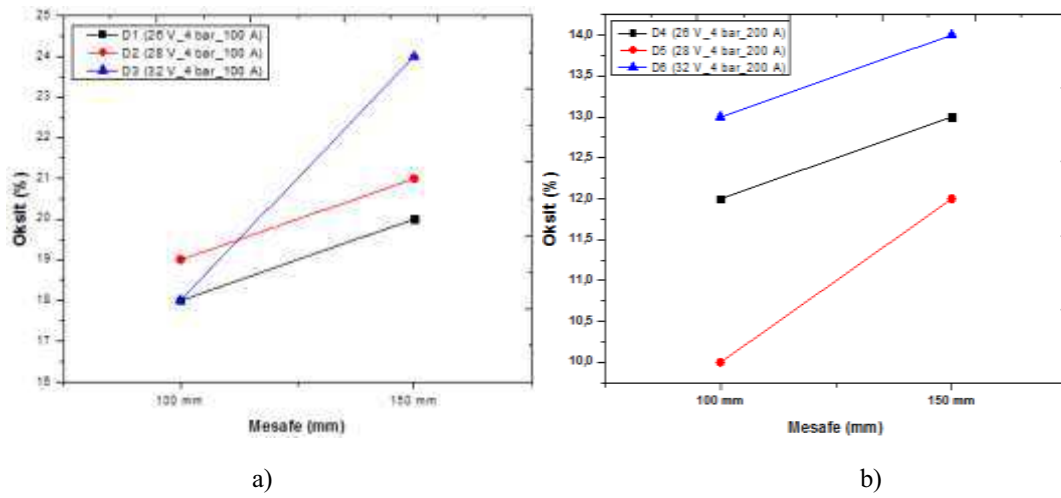 25
24
23
22
21
20
19
18
17
16
Oksit (%)
D1 (26 V_4 bar_100 A)
D2 (28 V_4 bar_100 A)
D3 (32 V_4 bar_100 A)
100 mm
150 mm
Mesafe (mm)
a)
14,0
13,5
13,0
12,5
12,0
11,5
11,0
10,5
10,0
Oksit (%)
D4 (26 V_4 bar_200 A)
D5 (28 V_4 bar_200 A)
D6 (32 V_4 bar_200 A)
100 mm
150 mm
Mesafe (mm)
b)